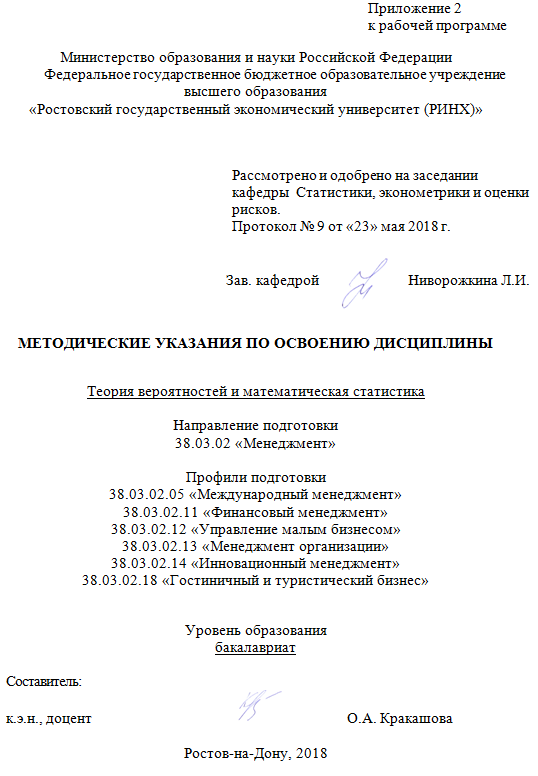 Приложение 2
к рабочей программе
Министерство образования и науки Российской Федерации
Федеральное государственное бюджетное образовательное учреждение
высшего образования
«Ростовский государственный экономический университет (РИНХ)»
Рассмотрено и одобрено на заседании
кафедры Статистики, эконометрики и оценки
рисков.
Протокол № 9 от «23» мая 2018 г.
Зав. кафедрой Ниворожкина Л.И.
МЕТОДИЧЕСКИЕ УКАЗАНИЯ ПО ОСВОЕНИЮ ДИСЦИПЛИНЫ
Теория вероятностей и математическая статистика
Направление подготовки
38.03.02 «Менеджмент»
Профили подготовки
38.03.02.05 «Международный менеджмент»
38.03.02.11 «Финансовый менеджмент»
38.03.02.12 «Управление малым бизнесом»
38.03.02.13 «Менеджмент организации»
38.03.02.14 «Инновационный менеджмент»
38.03.02.18 «Гостиничный и туристический бизнес»
Уровень образования
бакалавриат
Составитель:
к.э.н., доцент О.А. Кракашова
Ростов-на-Дону, 2018